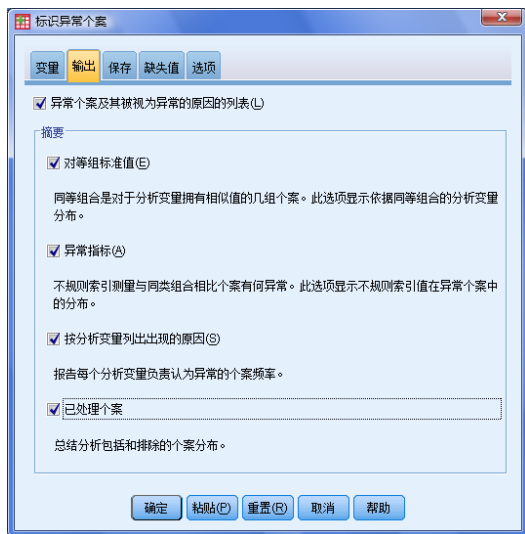 标识异常个案
变量 输出 保存 缺失值 选项
异常个案及其被视为异常的原因的列表(L)
摘要
对等组标准值(E)
同等组合是对于分析变量拥有相似值的几组个案。此选项显示依据同等组合的分析变量
分布。
异常指标(A)
不规则索引测量与同类组合相比个案有何异常。此选项显示不规则索引值在异常个案中
的分布。
按分析变量列出出现的原因(S)
报告每个分析变量负责认为异常的个案频率。
已处理个案
总结分析包括和排除的个案分布。
确定 粘贴(P) 重置(R) 取消 帮助